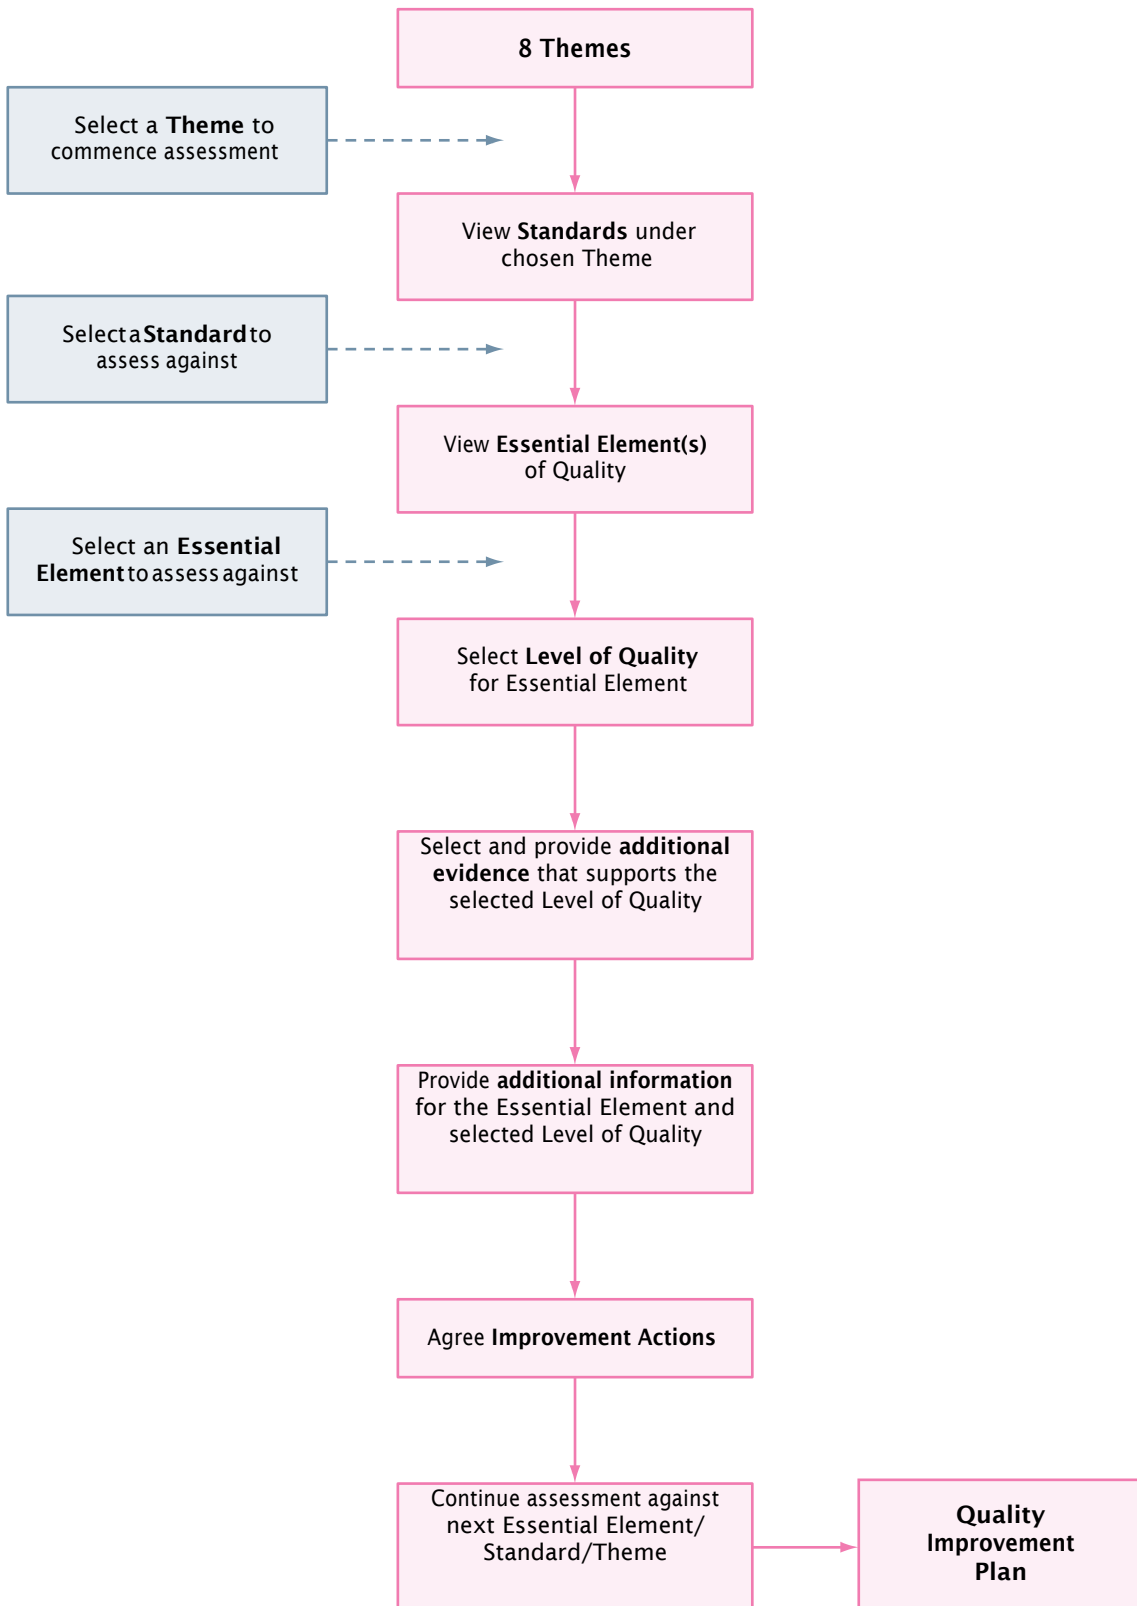 8 Themes
Select a Theme to
commence assessment
View Standards under
chosen Theme
Select a Standard to
assess against
View Essential Element(s)
of Quality
Select an Essential
Element to assess against
Select Level of Quality
for Essential Element
Select and provide additional
evidence that supports the
selected Level of Quality
Provide additional information
for the Essential Element and
selected Level of Quality
Agree Improvement Actions
Continue assessment against
next Essential Element/
Standard/Theme
Quality
Improvement
Plan